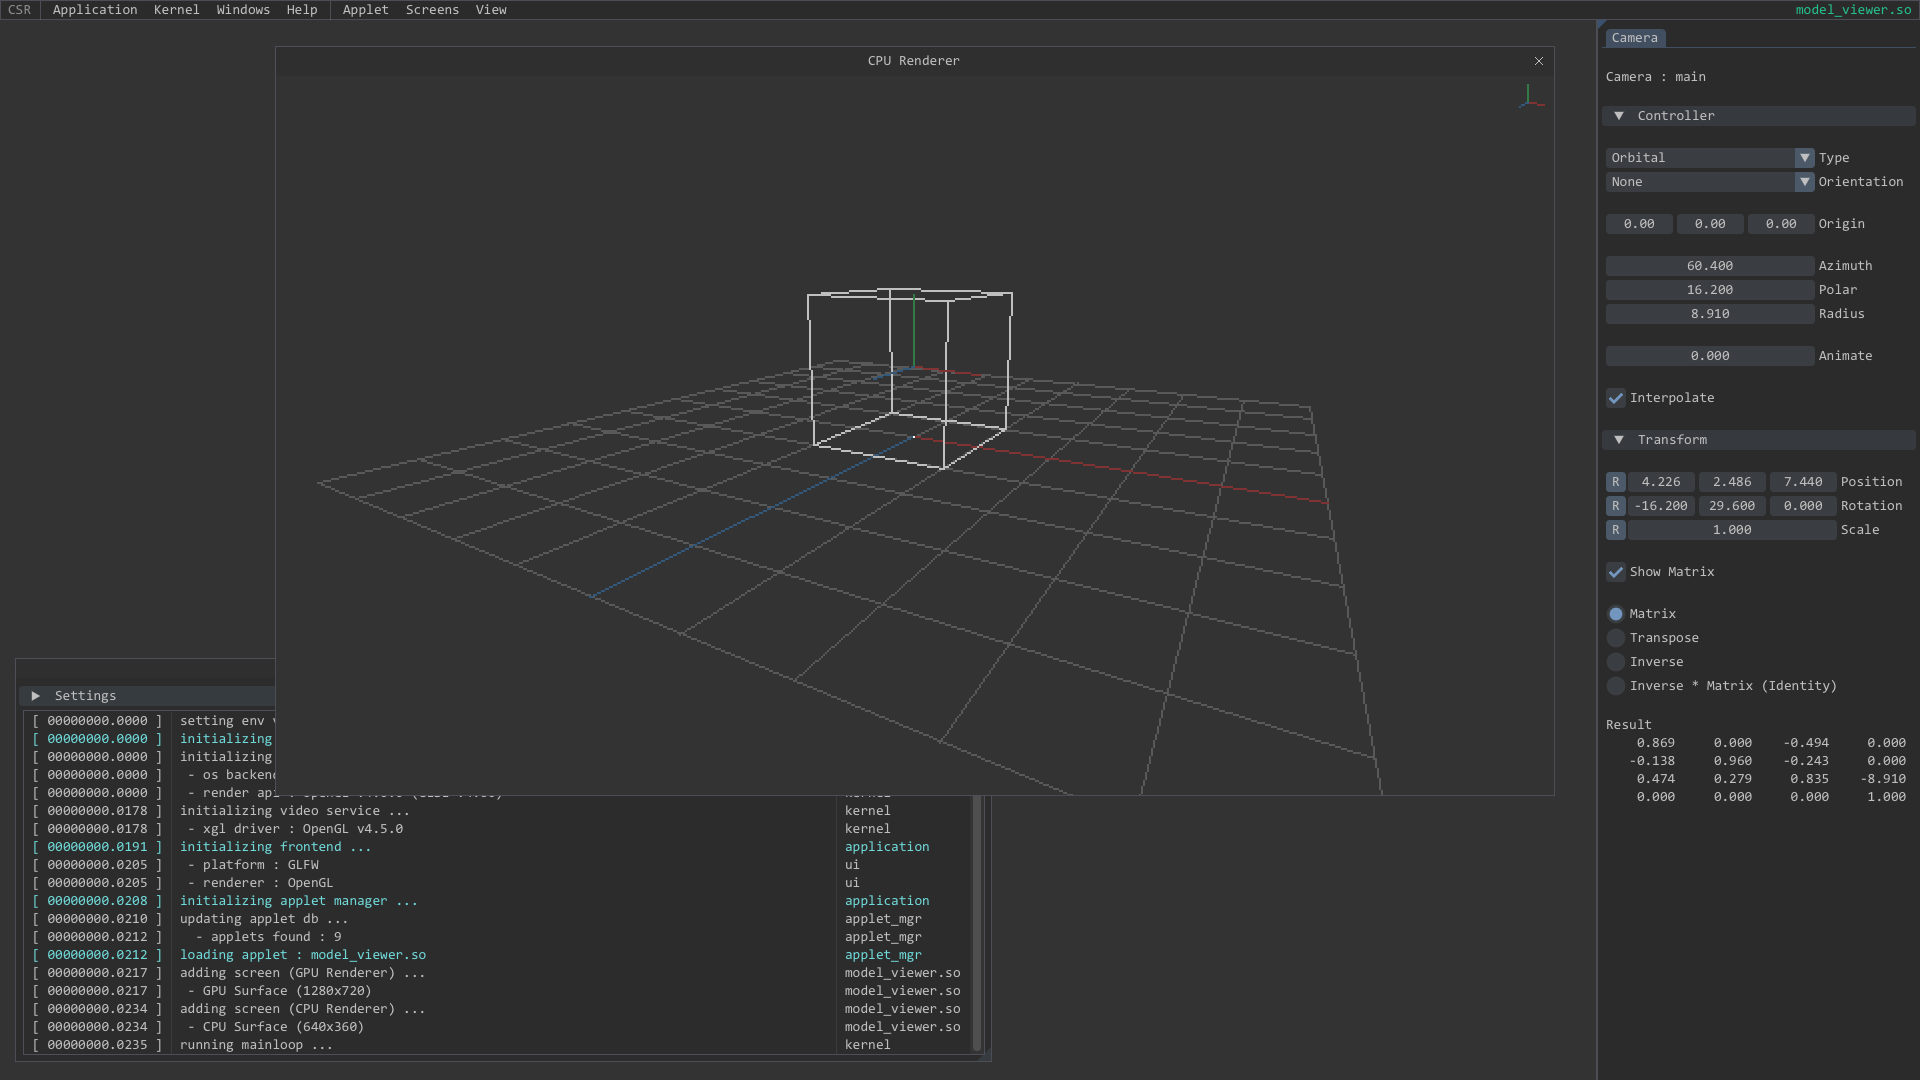 CSR Application Kernel Windows Help Applet Screens View model_viewer.so
CPU Renderer
Camera
Camera : main
Controller
Orbital Type
None Orientation
0.00 0.00 0.00 Origin
60.400 Azimuth
16.200 Polar
8.910 Radius
0.000 Animate
Interpolate
Transform
R 4.226 2.486 7.440 Position
R -16.200 29.600 0.000 Rotation
R 1.000 Scale
Show Matrix
Matrix
Transpose
Inverse
Inverse * Matrix (Identity)
Result
0.869 0.000 -0.494 0.000
-0.138 0.960 -0.243 0.000
0.474 0.279 0.835 -8.910
0.000 0.000 0.000 1.000
Settings
[ 00000000.0000 ] setting env
[ 00000000.0000 ] initializing
[ 00000000.0000 ] initializing
[ 00000000.0000 ] - os backend
[ 00000000.0000 ] - render api :
[ 00000000.0178 ] initializing video service ... kernel
[ 00000000.0178 ] - xgl driver : OpenGL v4.5.0 kernel
[ 00000000.0191 ] initializing frontend ... application
[ 00000000.0205 ] - platform : GLFW ui
[ 00000000.0205 ] - renderer : OpenGL ui
[ 00000000.0208 ] initializing applet manager ... application
[ 00000000.0210 ] updating applet db ... applet_mgr
[ 00000000.0212 ] - applets found : 9 applet_mgr
[ 00000000.0212 ] loading applet : model_viewer.so applet_mgr
[ 00000000.0217 ] adding screen (GPU Renderer) ... model_viewer.so
[ 00000000.0217 ] - GPU Surface (1280x720) model_viewer.so
[ 00000000.0234 ] adding screen (CPU Renderer) ... model_viewer.so
[ 00000000.0234 ] - CPU Surface (640x360) model_viewer.so
[ 00000000.0235 ] running mainloop ... kernel